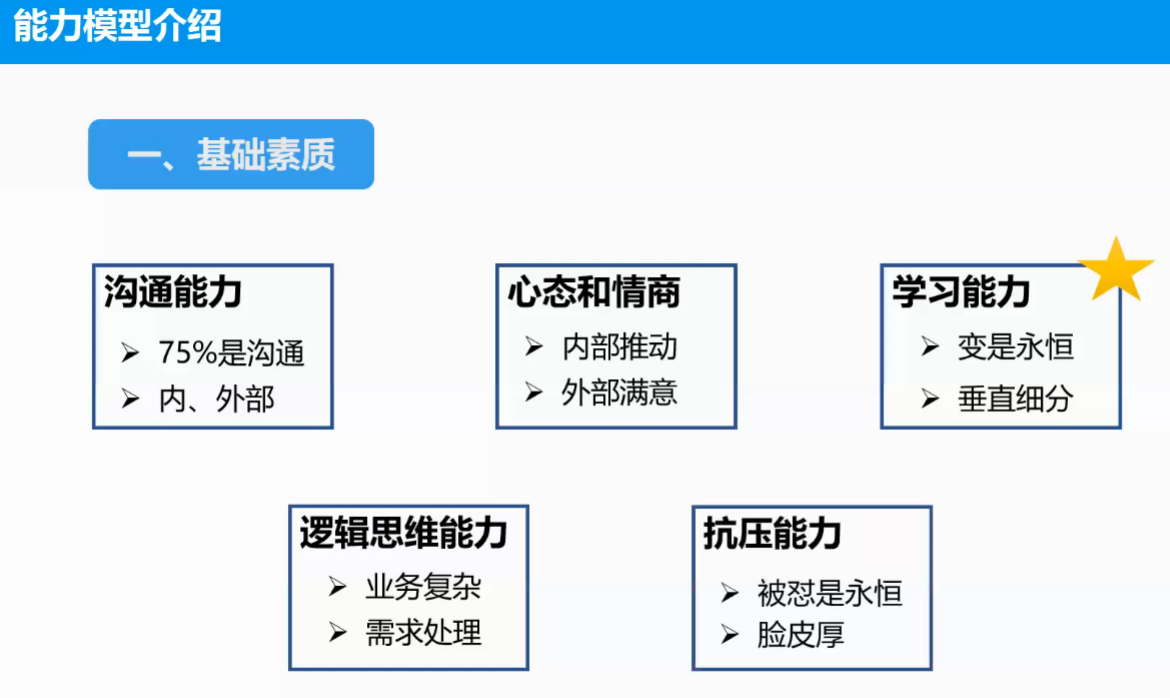 能力模型介绍
一、基础素质
沟通能力
75%是沟通
内、外部
心态和情商
内部推动
外部满意
学习能力
变是永恒
垂直细分
逻辑思维能力
业务复杂
需求处理
抗压能力
被怼是永恒
脸皮厚